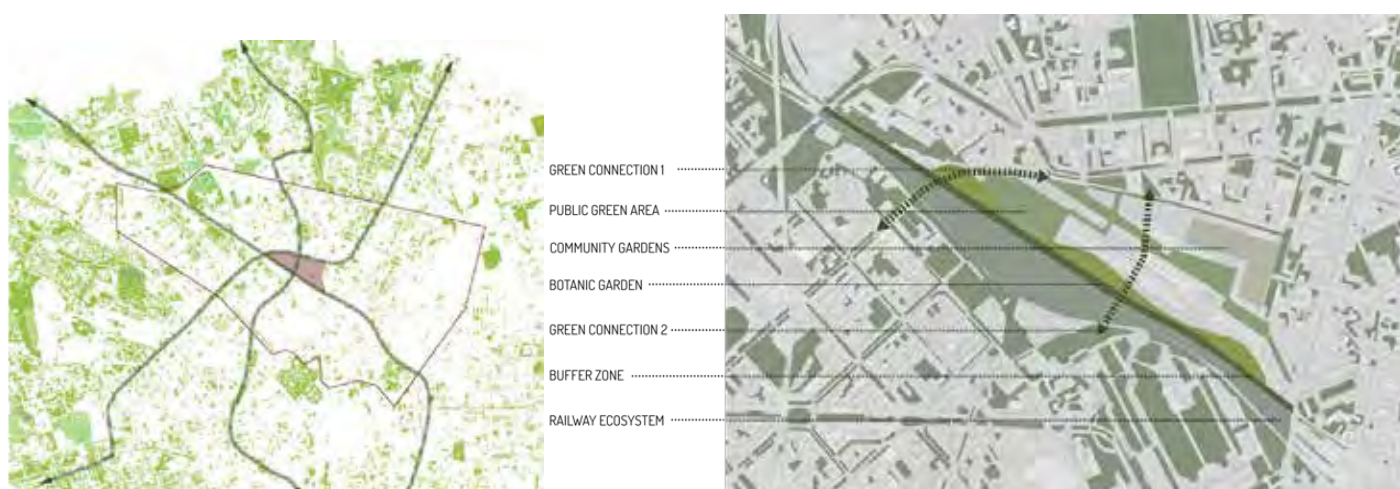 GREEN CONNECTION 1
PUBLIC GREEN AREA
COMMUNITY GARDENS
BOTANIC GARDEN
GREEN CONNECTION 2
BUFFER ZONE
RAILWAY ECOSYSTEM